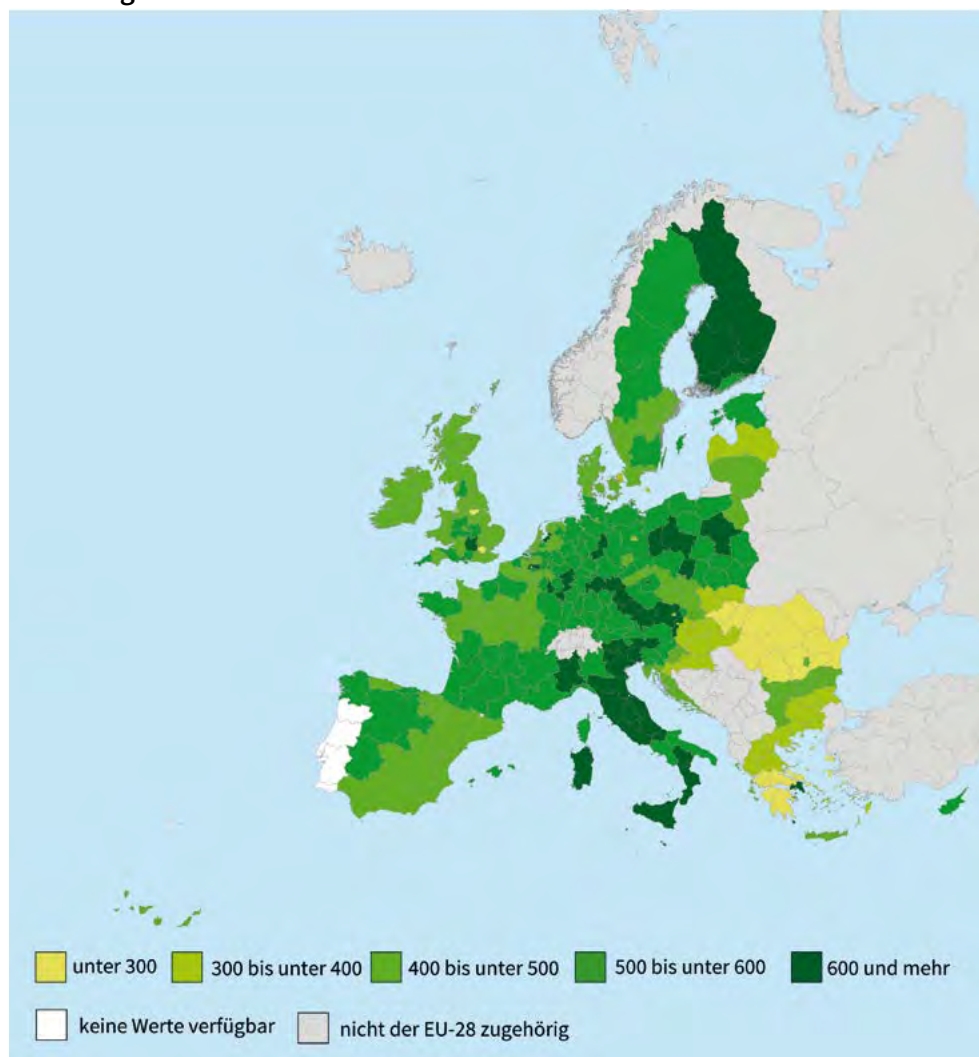 unter 300
300 bis unter 400
400 bis unter 500
500 bis unter 600
600 und mehr
keine Werte verfügbar
nicht der EU-28 zugehörig